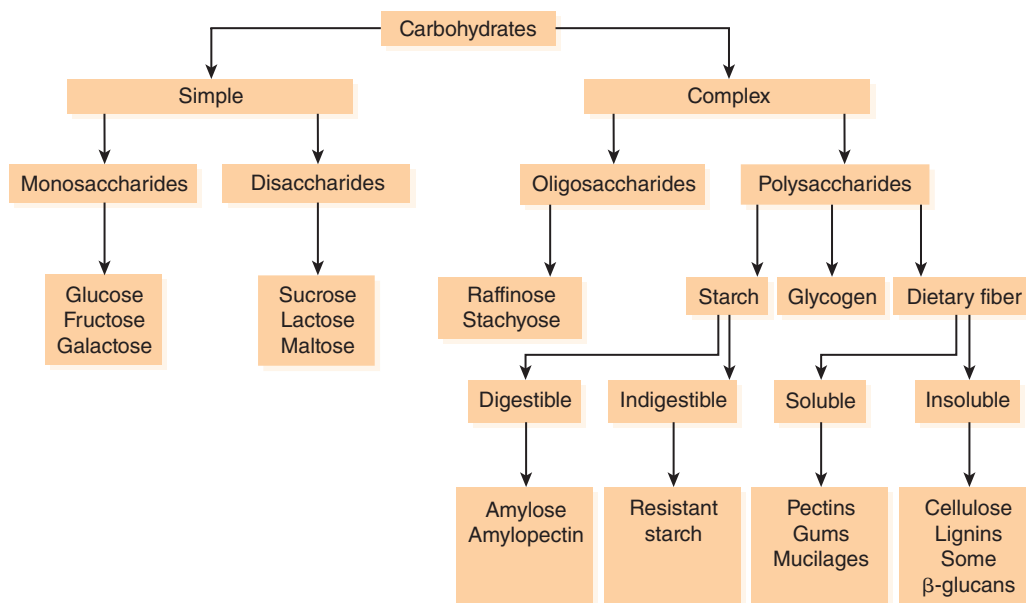 Carbohydrates
Simple
Complex
Monosaccharides
Disaccharides
Oligosaccharides
Polysaccharides
Glucose
Fructose
Galactose
Sucrose
Lactose
Maltose
Raffinose
Stachyose
Starch
Glycogen
Dietary fiber
Digestible
Indigestible
Soluble
Insoluble
Amylose
Amylopectin
Resistant
starch
Pectins
Gums
Mucilages
Cellulose
Lignins
Some
β-glucans